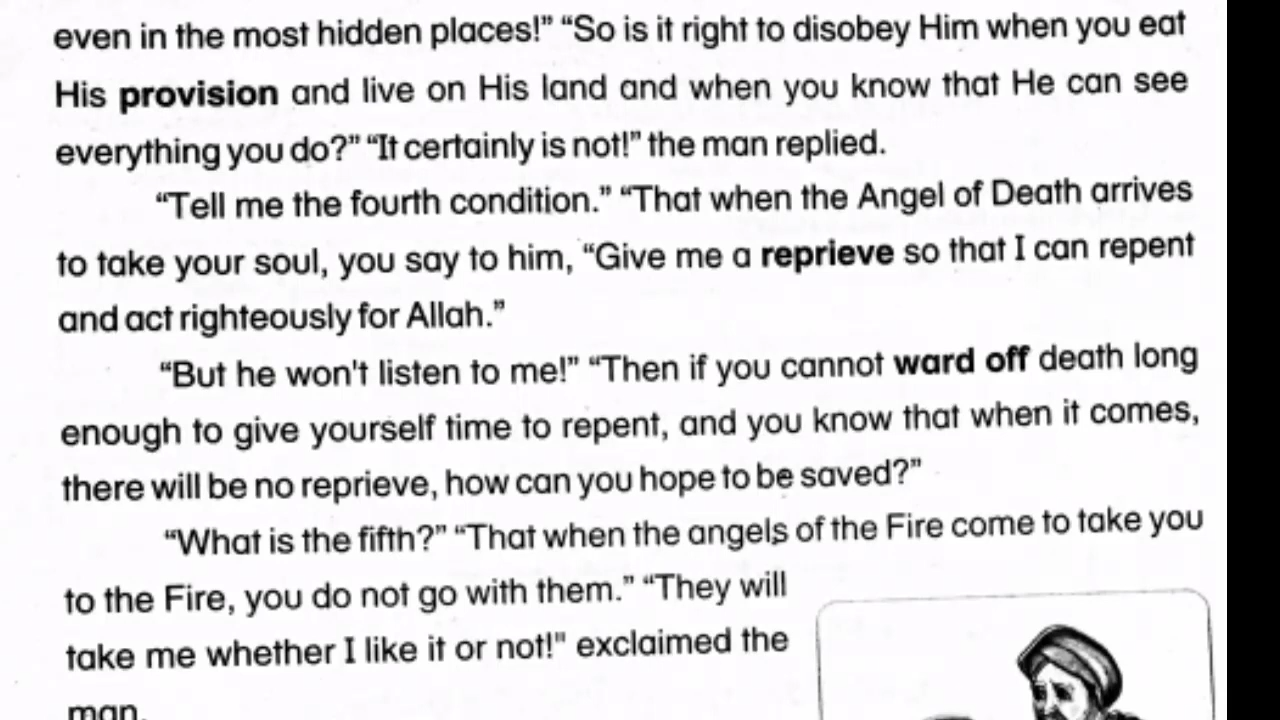 even in the most hidden places!” “So is it right to disobey Him when you eat
His provision and live on His land and when you know that He can see
everything you do?” “It certainly is not!” the man replied.
“Tell me the fourth condition.” “That when the Angel of Death arrives
to take your soul, you say to him, “Give me a reprieve so that I can repent
and act righteously for Allah.”
“But he won't listen to me!” “Then if you cannot ward off death long
enough to give yourself time to repent, and you know that when it comes,
there will be no reprieve, how can you hope to be saved?”
“What is the fifth?” “That when the angels of the Fire come to take you
to the Fire, you do not go with them.” “They will
take me whether I like it or not!" exclaimed the
man.